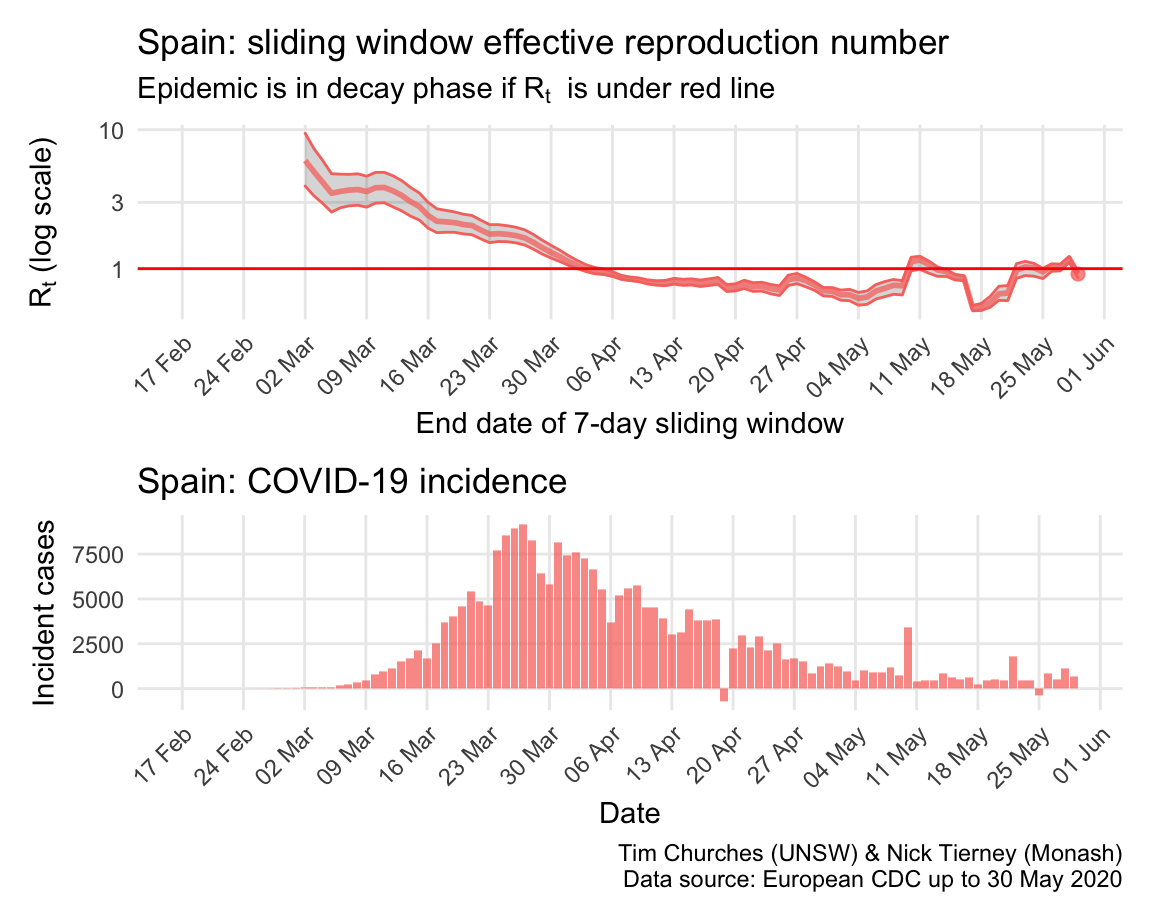 Spain: sliding window effective reproduction number
Epidemic is in decay phase if Rt is under red line
Rt (log scale)
10
3
1
17 Feb
24 Feb
02 Mar
09 Mar
16 Mar
23 Mar
30 Mar
06 Apr
13 Apr
20 Apr
27 Apr
04 May
11 May
18 May
25 May
01 Jun
End date of 7-day sliding window
Spain: COVID-19 incidence
Incident cases
7500
5000
2500
0
17 Feb
24 Feb
02 Mar
09 Mar
16 Mar
23 Mar
30 Mar
06 Apr
13 Apr
20 Apr
27 Apr
04 May
11 May
18 May
25 May
01 Jun
Date
Tim Churches (UNSW) & Nick Tierney (Monash)
Data source: European CDC up to 30 May 2020